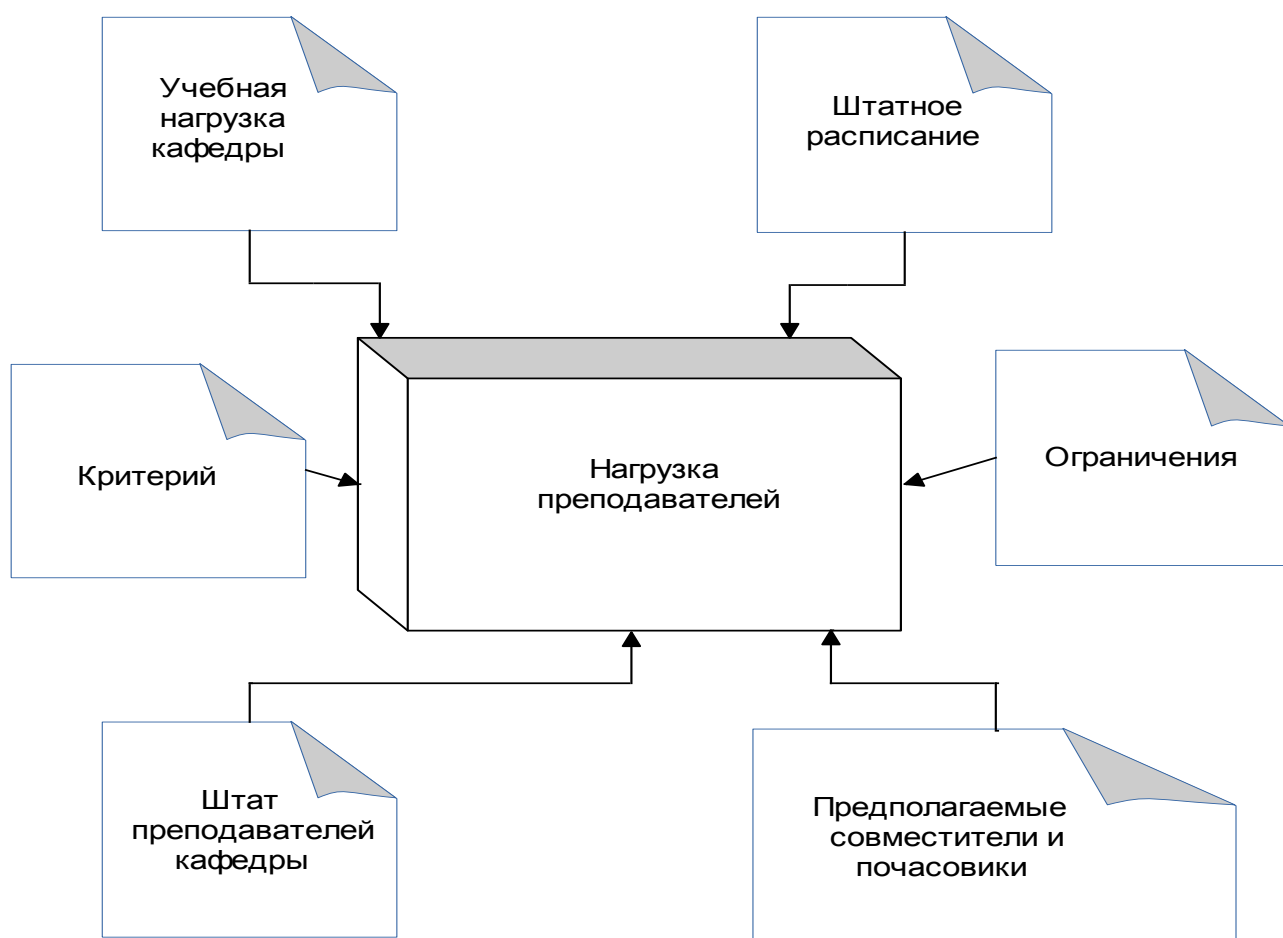 Учебная
нагрузка
кафедры
Штатное
расписание
Критерий
Нагрузка
преподавателей
Ограничения
Штат
преподавателей
кафедры
Предполагаемые
совместители и
почасовики